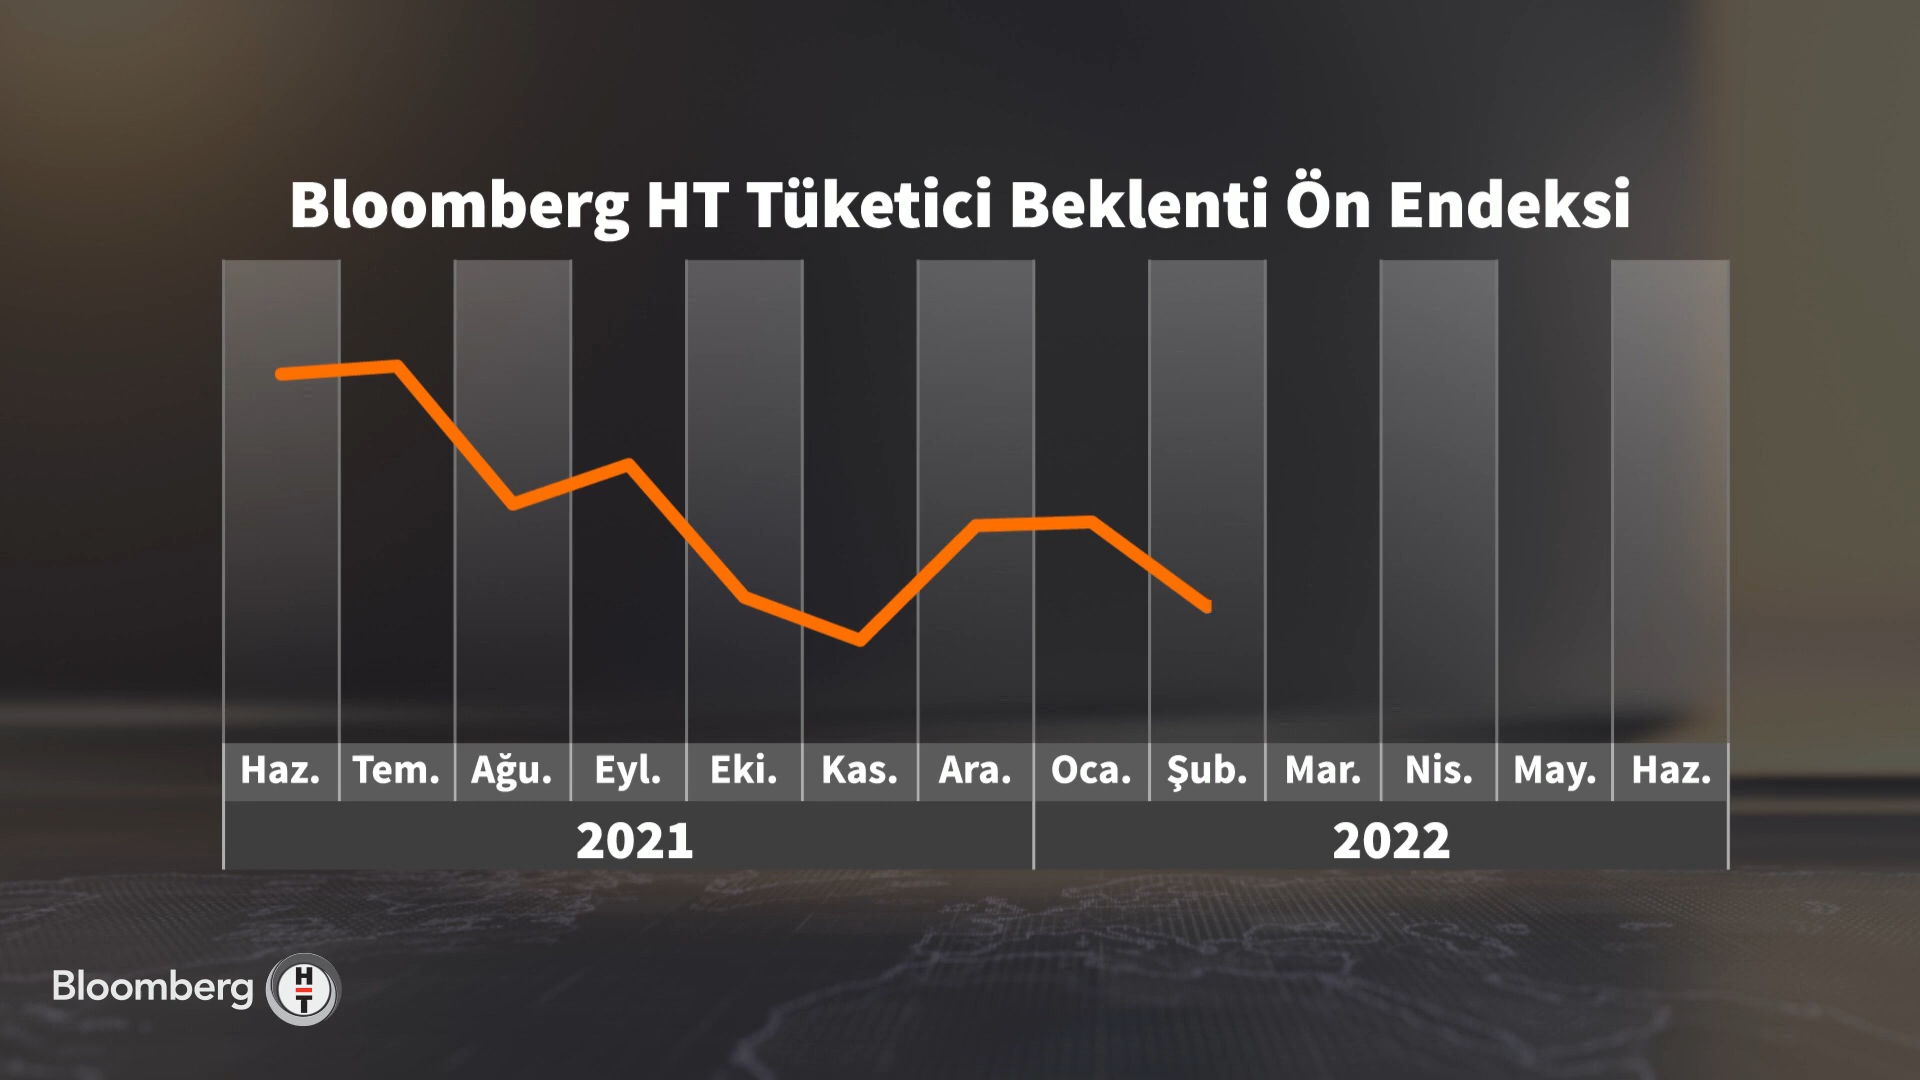 Bloomberg HT Tüketici Beklenti Ön Endeksi
Haz. Tem. Ağu. Eyl. Eki. Kas. Ara. Oca. Şub. Mar. Nis. May. Haz.
2021 2022
Bloomberg HT